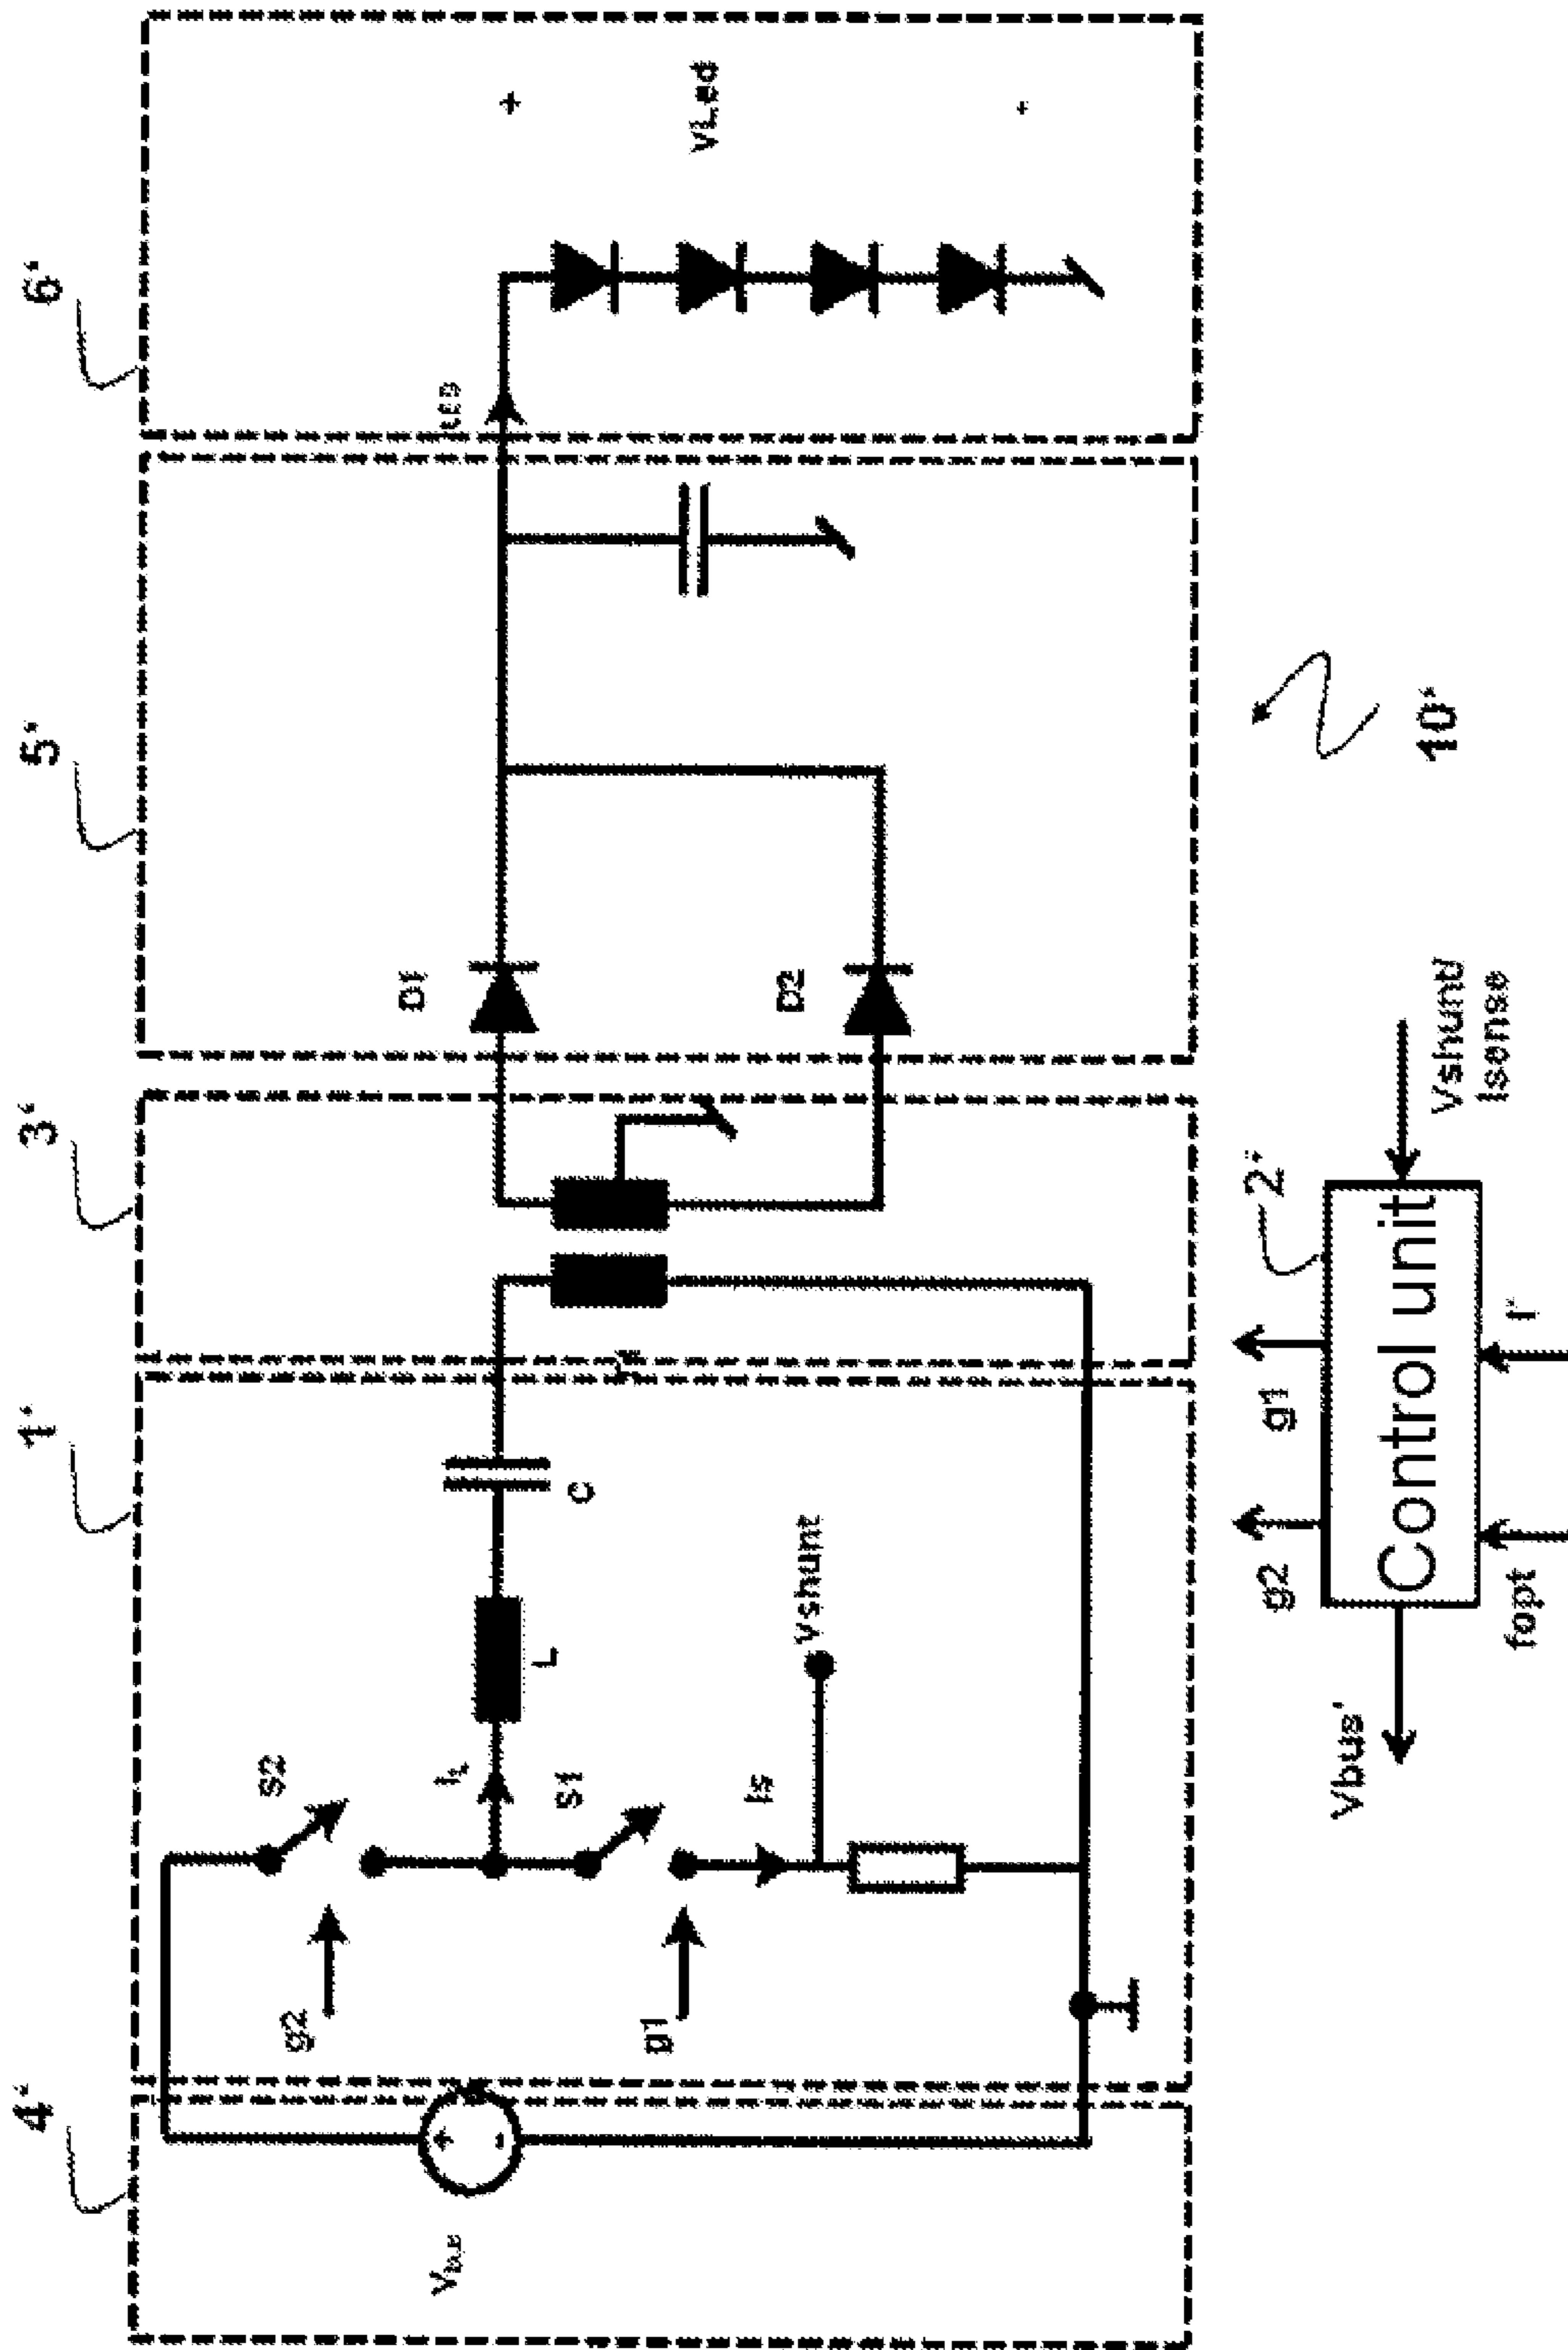 4'
1'
3'
5'
6'
S2
g2
IL
L
C
S1
g1
Is
Vshunt
D1
D2
+
VLed
-
+
-
10'
Vbus'
g2
g1
2'
Control unit
fopt
I'
Vshunt/
Isense